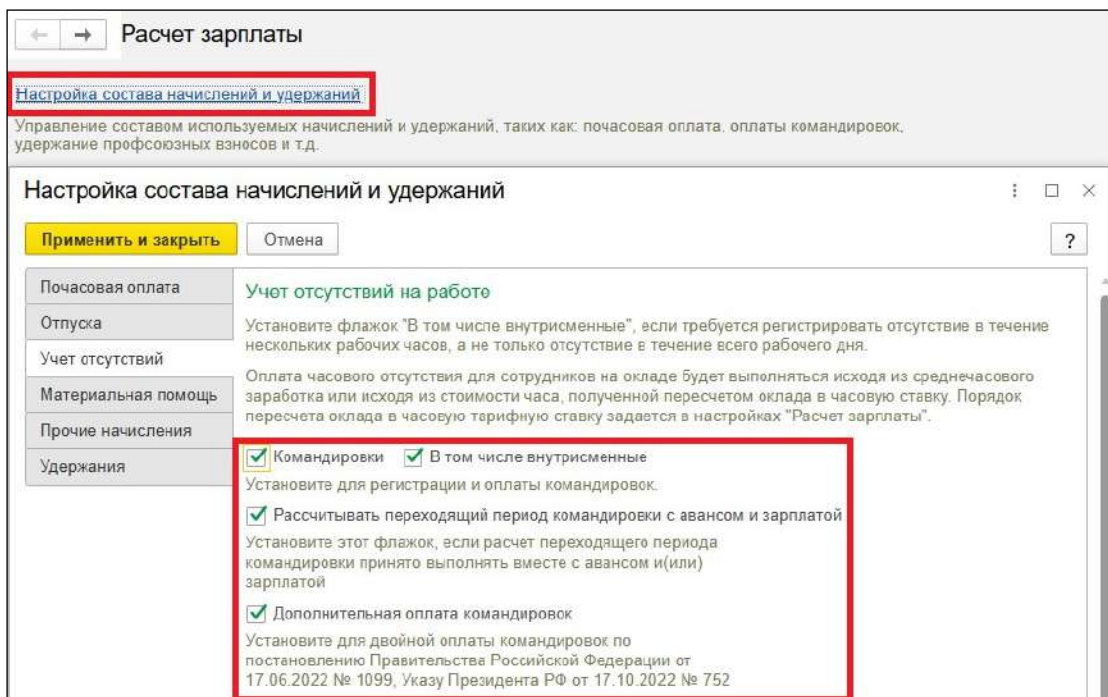 Расчет зарплаты
Настройка состава начислений и удержаний
Управление составом используемых начислений и удержаний, таких как: почасовая оплата, оплаты командировок,
удержание профсоюзных взносов и т.д.
Настройка состава начислений и удержаний
Применить и закрыть
Отмена
?
Почасовая оплата
Отпуска
Учет отсутствий
Материальная помощь
Прочие начисления
Удержания
Учет отсутствий на работе
Установите флажок "В том числе внутрисменные", если требуется регистрировать отсутствие в течение
нескольких рабочих часов, а не только отсутствие в течение всего рабочего дня.
Оплата часового отсутствия для сотрудников на окладе будет выполняться исходя из среднечасового
заработка или исходя из стоимости часа, полученной пересчетом оклада в часовую ставку. Порядок
пересчета оклада в часовую тарифную ставку задается в настройках "Расчет зарплаты".
Командировки В том числе внутрисменные
Установите для регистрации и оплаты командировок.
Рассчитывать переходящий период командировки с авансом и зарплатой
Установите этот флажок, если расчет переходящего периода
командировки принято выполнять вместе с авансом и(или)
зарплатой
Дополнительная оплата командировок
Установите для двойной оплаты командировок по
постановлению Правительства Российской Федерации от
17.06.2022 № 1099, Указу Президента РФ от 17.10.2022 № 752